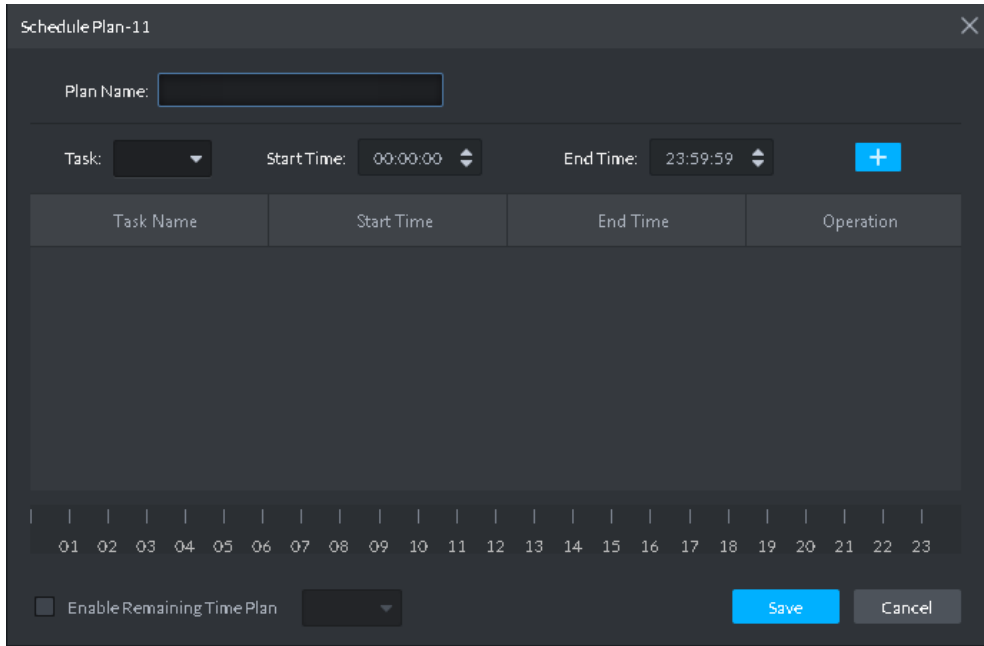 Schedule Plan-11
Plan Name:
Task: Start Time: 00:00:00 End Time: 23:59:59 +
Task Name Start Time End Time Operation
01 02 03 04 05 06 07 08 09 10 11 12 13 14 15 16 17 18 19 20 21 22 23
Enable Remaining Time Plan Save Cancel